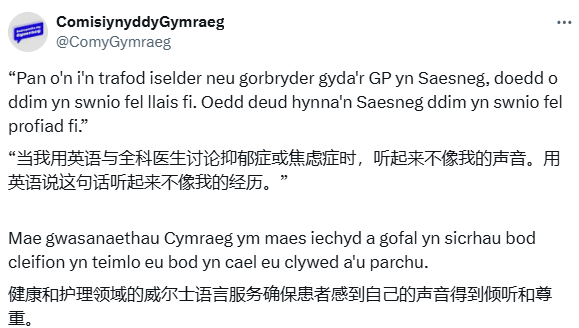 ComisiynyddyGymraeg
@ComyGymraeg
“Pan o'n i'n trafod iselder neu gorbryder gyda'r GP yn Saesneg, doedd o
ddim yn swnio fel llais fi. Oedd deud hynna'n Saesneg ddim yn swnio fel
profiad fi.”
“当我用英语与全科医生讨论抑郁症或焦虑症时，听起来不像我的声音。用
英语说这句话听起来不像我的经历。”
Mae gwasanaethau Cymraeg ym maes iechyd a gofal yn sicrhau bod
cleifion yn teimlo eu bod yn cael eu clywed a'u parchu.
健康和护理领域的威尔士语言服务确保患者感到自己的声音得到倾听和尊
重。